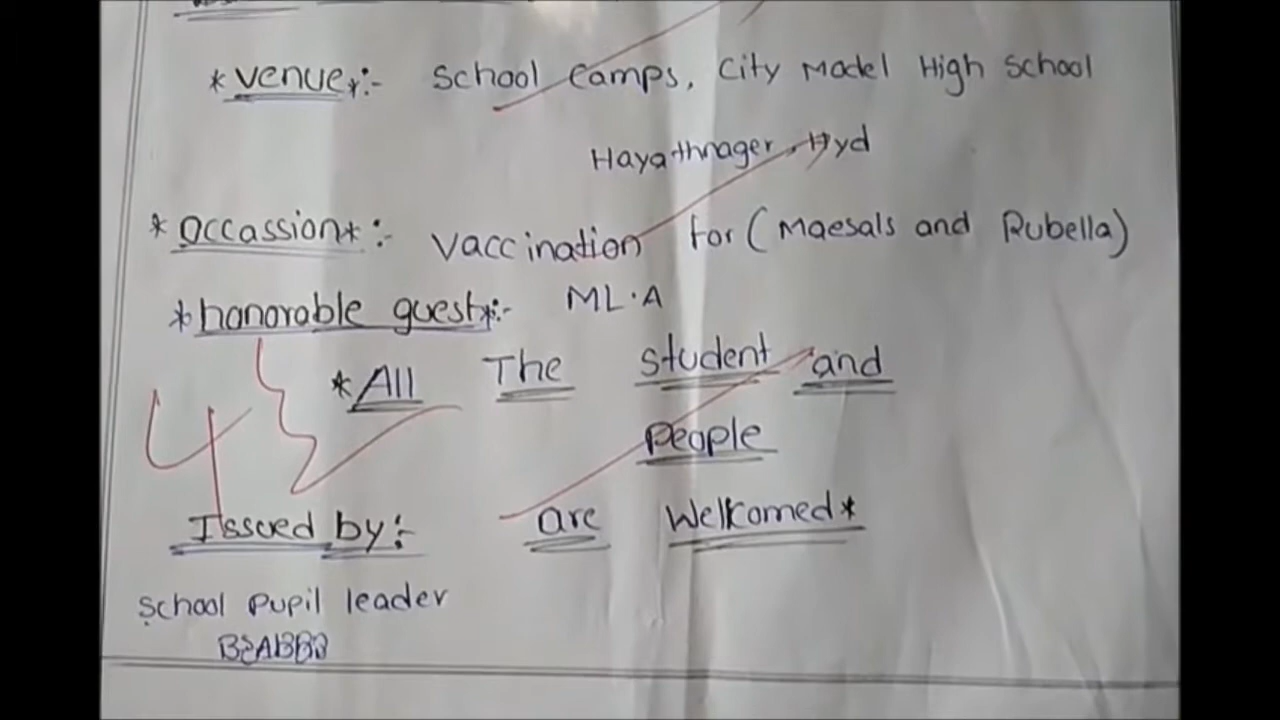 *Venue*:- School Camps, City Model High School
Hayathnager, Hyd
*Occassion*:- Vaccination for (Maesals and Rubella)
*honorable guest*:- ML.A
*All The student and
people
are Welkomed*
Issued by:-
School pupil leader